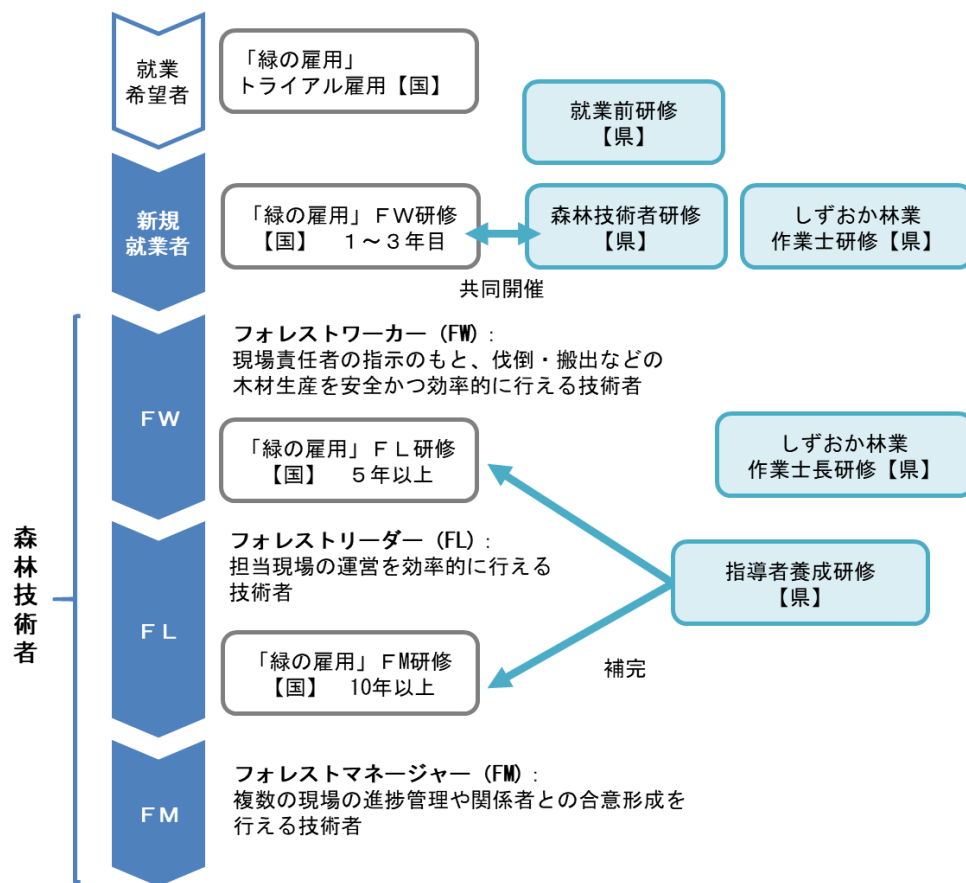 就業
希望者
「緑の雇用」
トライアル雇用【国】
就業前研修
【県】
新規
就業者
「緑の雇用」ＦＷ研修
【国】　１～３年目
森林技術者研修
【県】
しずおか林業
作業士研修【県】
共同開催
フォレストワーカー（FW）：
現場責任者の指示のもと、伐倒・搬出などの
木材生産を安全かつ効率的に行える技術者
ＦＷ
「緑の雇用」ＦＬ研修
【国】　５年以上
しずおか林業
作業士長研修【県】
森林技術者
フォレストリーダー（FL）：
担当現場の運営を効率的に行える
技術者
指導者養成研修
【県】
ＦＬ
「緑の雇用」ＦＭ研修
【国】　10年以上
補完
フォレストマネージャー（FM）：
複数の現場の進捗管理や関係者との合意形成を
行える技術者
ＦＭ